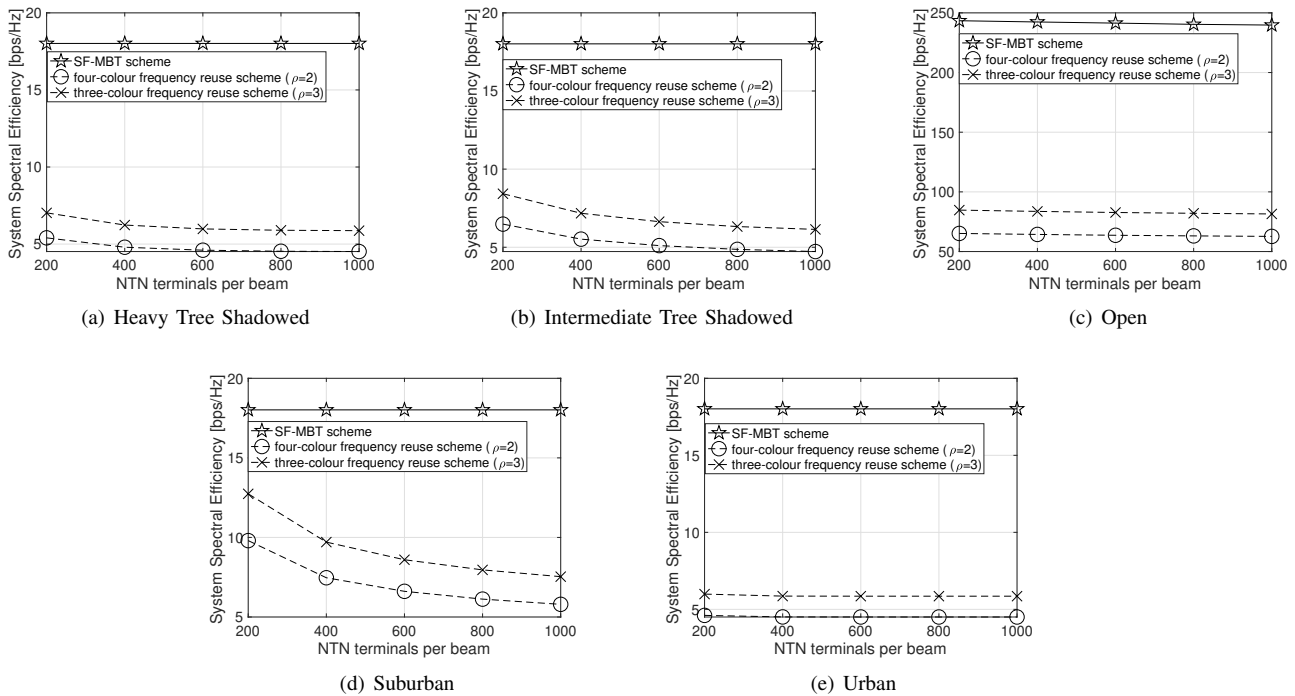 20
15
10
5
System Spectral Efficiency [bps/Hz]
SF-MBT scheme
four-colour frequency reuse scheme (ρ=2)
three-colour frequency reuse scheme (ρ=3)
200 400 600 800 1000
NTN terminals per beam
(a) Heavy Tree Shadowed
20
15
10
5
System Spectral Efficiency [bps/Hz]
SF-MBT scheme
four-colour frequency reuse scheme (ρ=2)
three-colour frequency reuse scheme (ρ=3)
200 400 600 800 1000
NTN terminals per beam
(b) Intermediate Tree Shadowed
250
200
150
100
50
System Spectral Efficiency [bps/Hz]
SF-MBT scheme
four-colour frequency reuse scheme (ρ=2)
three-colour frequency reuse scheme (ρ=3)
200 400 600 800 1000
NTN terminals per beam
(c) Open
20
15
10
5
System Spectral Efficiency [bps/Hz]
SF-MBT scheme
four-colour frequency reuse scheme (ρ=2)
three-colour frequency reuse scheme (ρ=3)
200 400 600 800 1000
NTN terminals per beam
(d) Suburban
20
15
10
5
System Spectral Efficiency [bps/Hz]
SF-MBT scheme
four-colour frequency reuse scheme (ρ=2)
three-colour frequency reuse scheme (ρ=3)
200 400 600 800 1000
NTN terminals per beam
(e) Urban